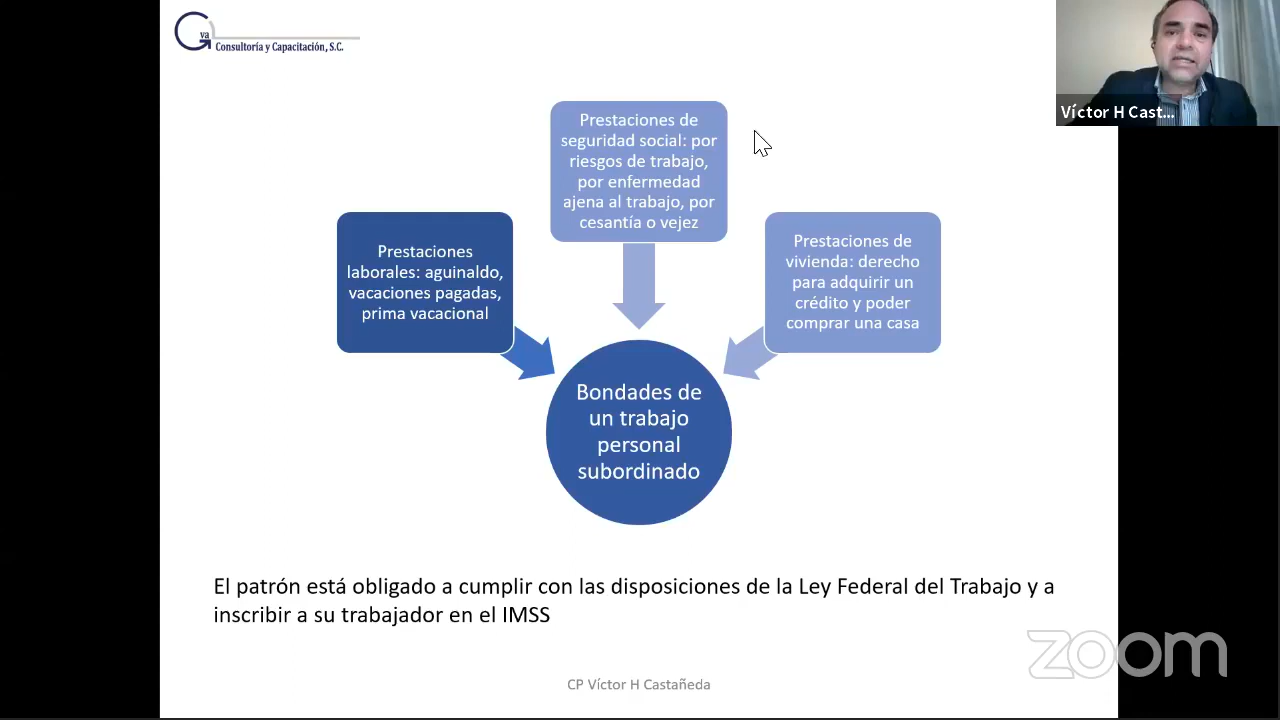 va
Consultoría y Capacitación, S.C.
Víctor H Cast...
Prestaciones de
seguridad social: por
riesgos de trabajo,
por enfermedad
ajena al trabajo, por
cesantía o vejez
Prestaciones
laborales: aguinaldo,
vacaciones pagadas,
prima vacacional
Prestaciones de
vivienda: derecho
para adquirir un
crédito y poder
comprar una casa
Bondades de
un trabajo
personal
subordinado
El patrón está obligado a cumplir con las disposiciones de la Ley Federal del Trabajo y a
inscribir a su trabajador en el IMSS
zoom
CP Víctor H Castañeda